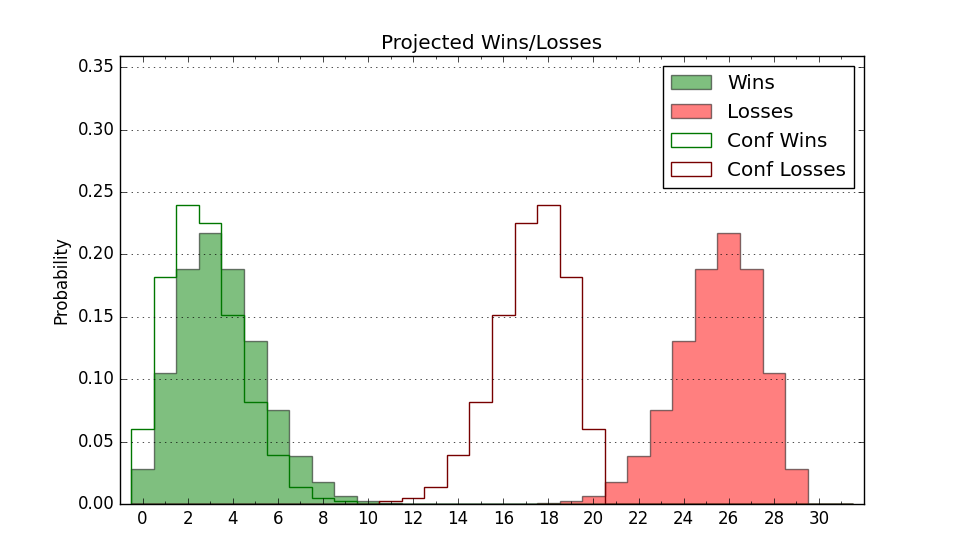 Projected Wins/Losses
Wins
Losses
Conf Wins
Conf Losses
Probability
0.35
0.30
0.25
0.20
0.15
0.10
0.05
0.00
0 2 4 6 8 10 12 14 16 18 20 22 24 26 28 30